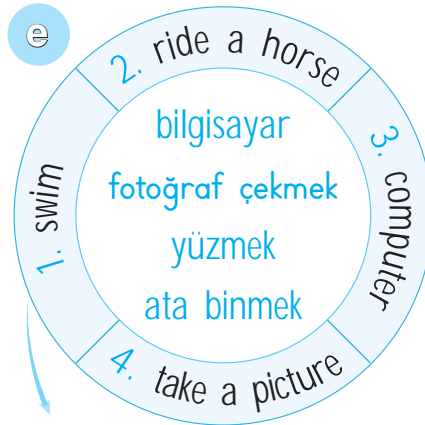 e
1. swim
2. ride a horse
3. computer
4. take a picture
bilgisayar
fotoğraf çekmek
yüzmek
ata binmek